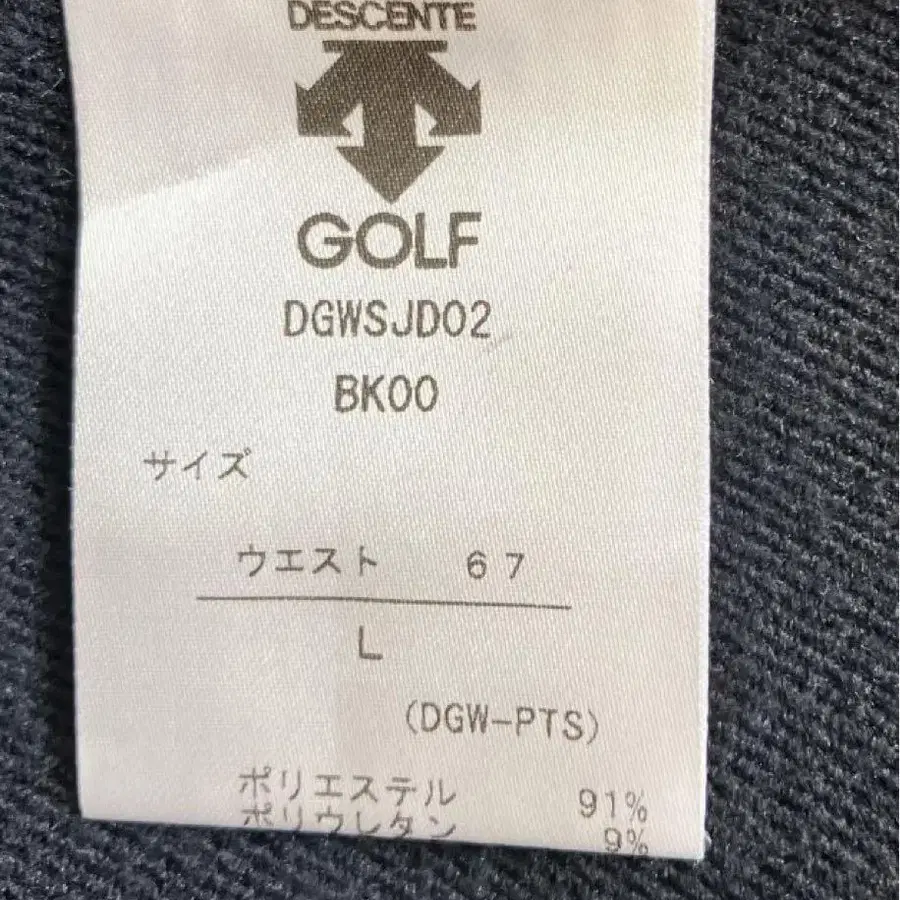 DESCENTE
GOLF
DGWSJD02
BK00
サイズ
ウエスト 67
L
(DGW-PTS)
ポリエステル 91%
ポリウレタン 9%